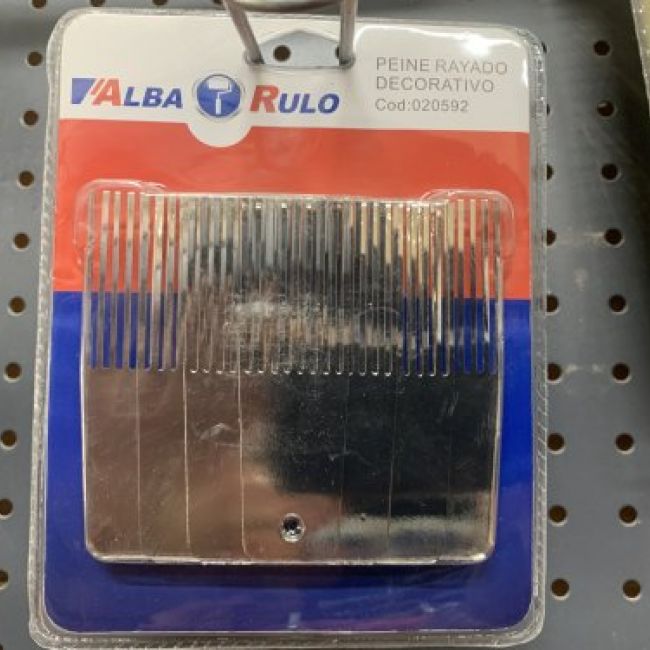 ALBA RULO
PEINE RAYADO
DECORATIVO
Cod:020592